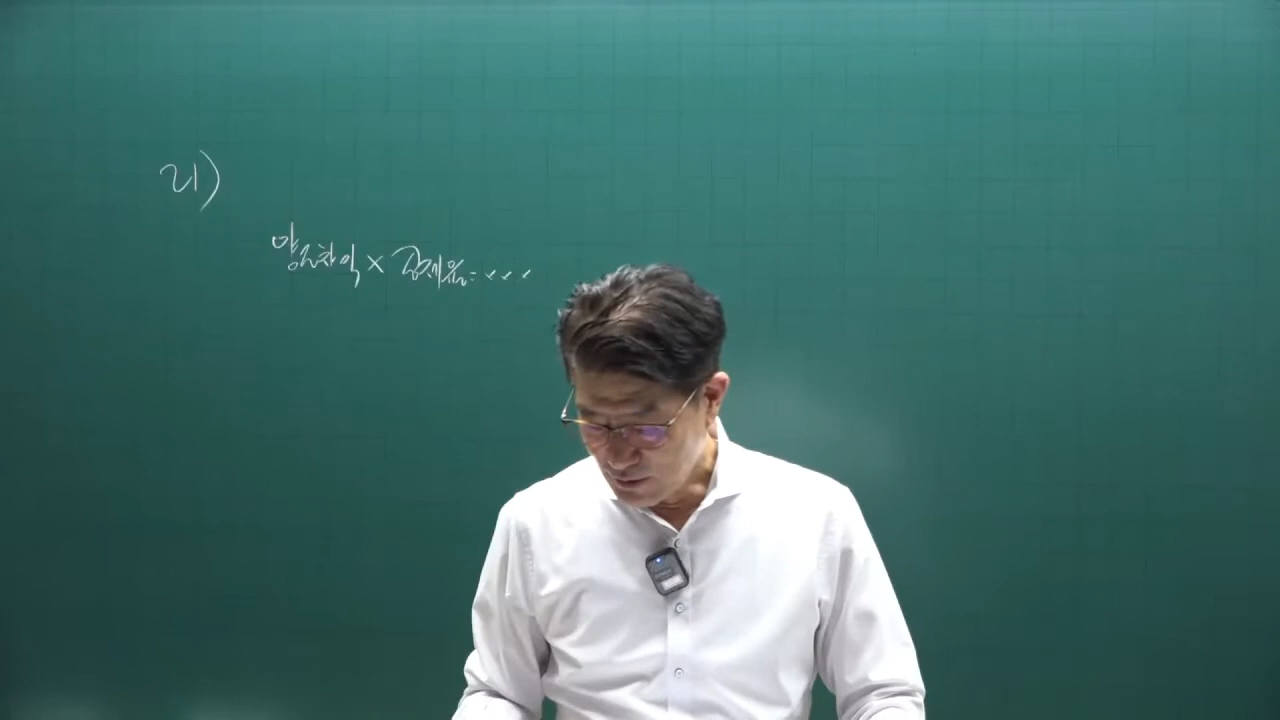 21)
양도차익 × 공제율 = ✓✓✓